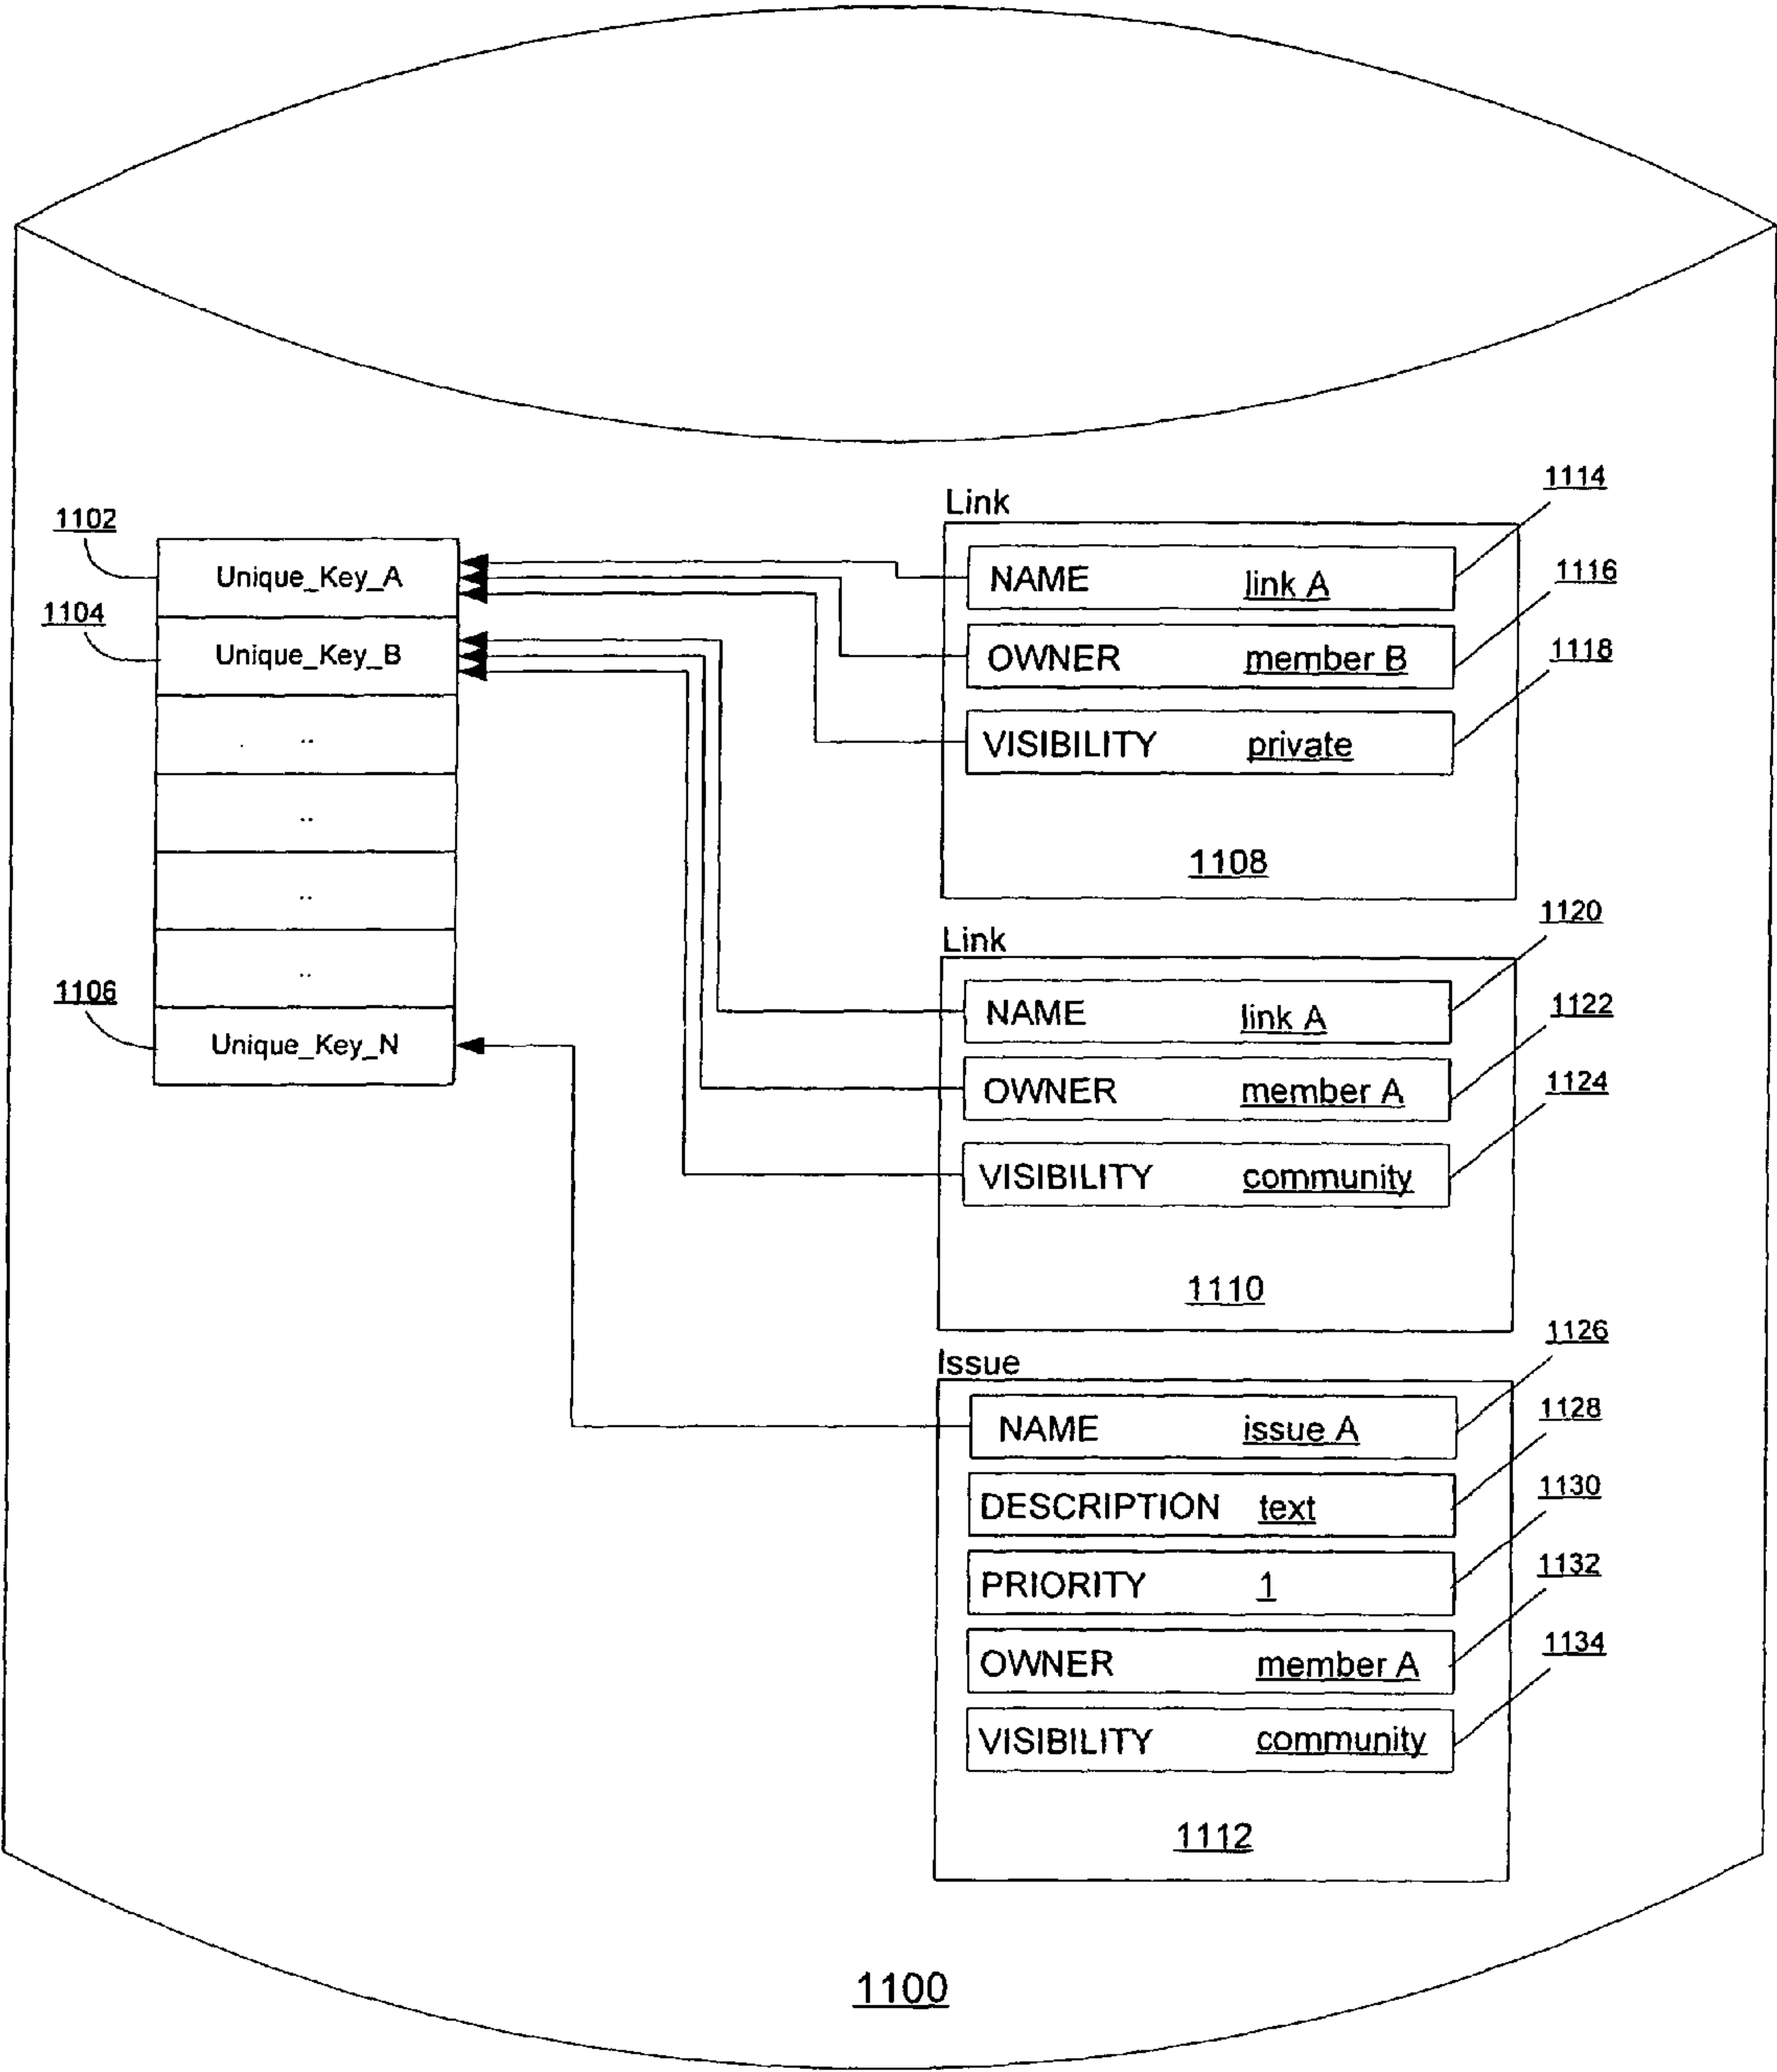 1102
Unique_Key_A
1104
Unique_Key_B
..
..
..
..
1106
Unique_Key_N
Link
1114
NAME link A
1116
OWNER member B
1118
VISIBILITY private
1108
Link
1120
NAME link A
1122
OWNER member A
1124
VISIBILITY community
1110
Issue
1126
NAME issue A
1128
DESCRIPTION text
1130
PRIORITY 1
1132
OWNER member A
1134
VISIBILITY community
1112
1100